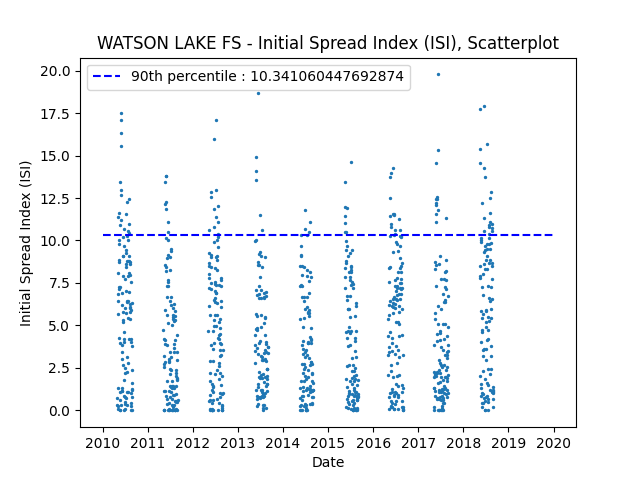 WATSON LAKE FS - Initial Spread Index (ISI), Scatterplot
90th percentile : 10.341060447692874
20.0
17.5
15.0
12.5
10.0
7.5
5.0
2.5
0.0
Initial Spread Index (ISI)
2010 2011 2012 2013 2014 2015 2016 2017 2018 2019 2020
Date